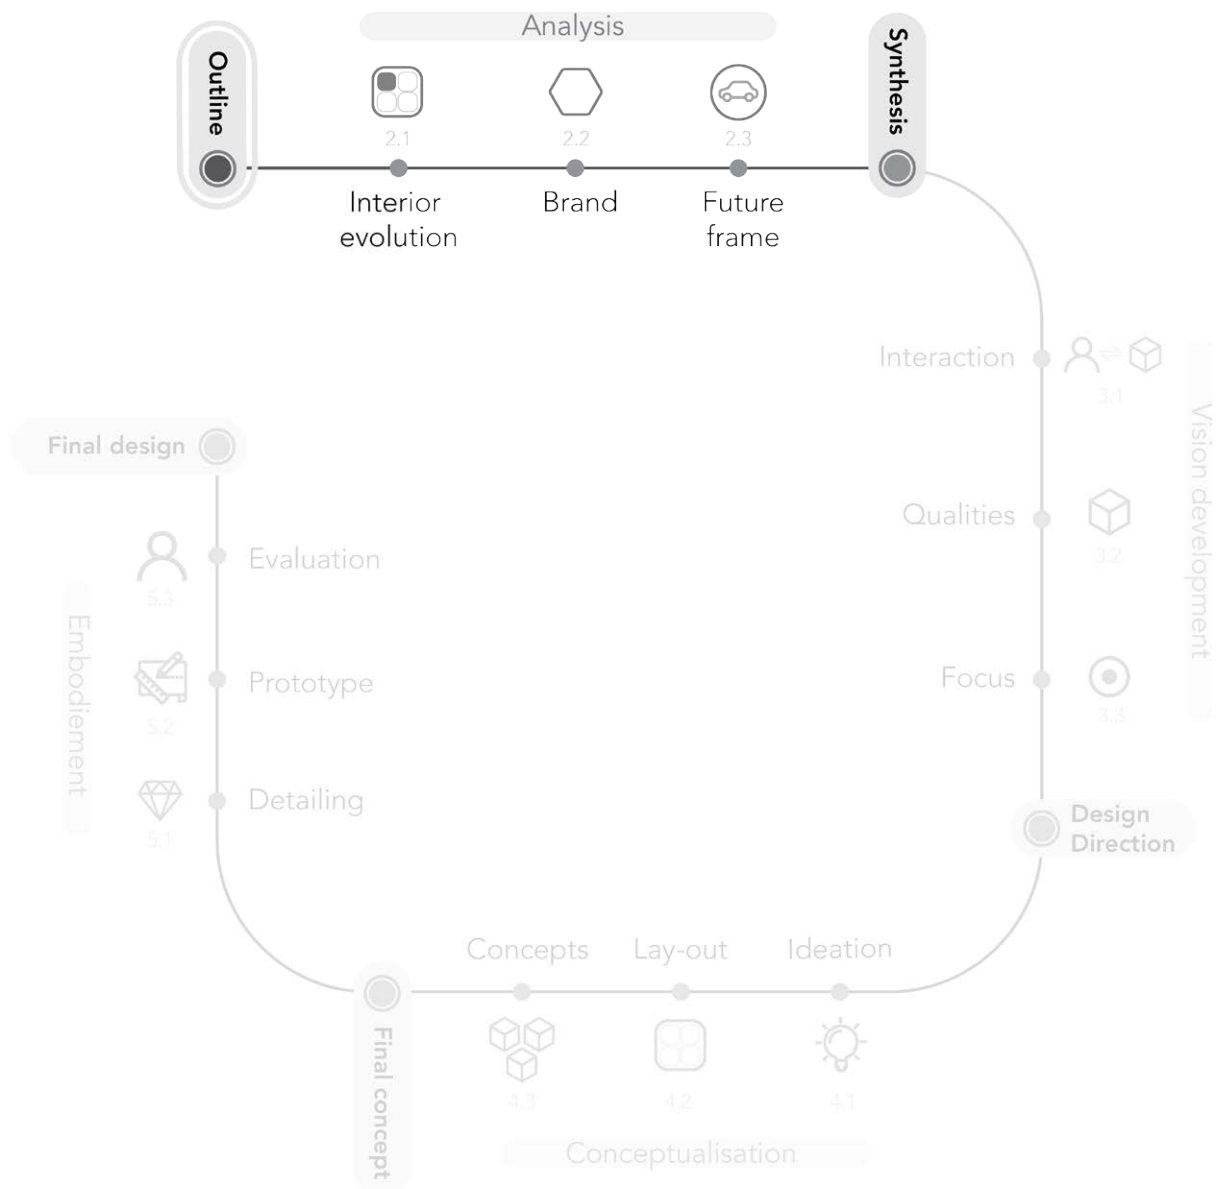 Analysis
Outline
Synthesis
2.1
2.2
2.3
Interior
evolution
Brand
Future
frame
Interaction
3.1
Qualities
3.2
Focus
3.3
Vision development
Design
Direction
Ideation
4.1
Lay-out
4.2
Concepts
4.3
Conceptualisation
Final concept
Detailing
5.1
Prototype
5.2
Evaluation
5.3
Embodiement
Final design